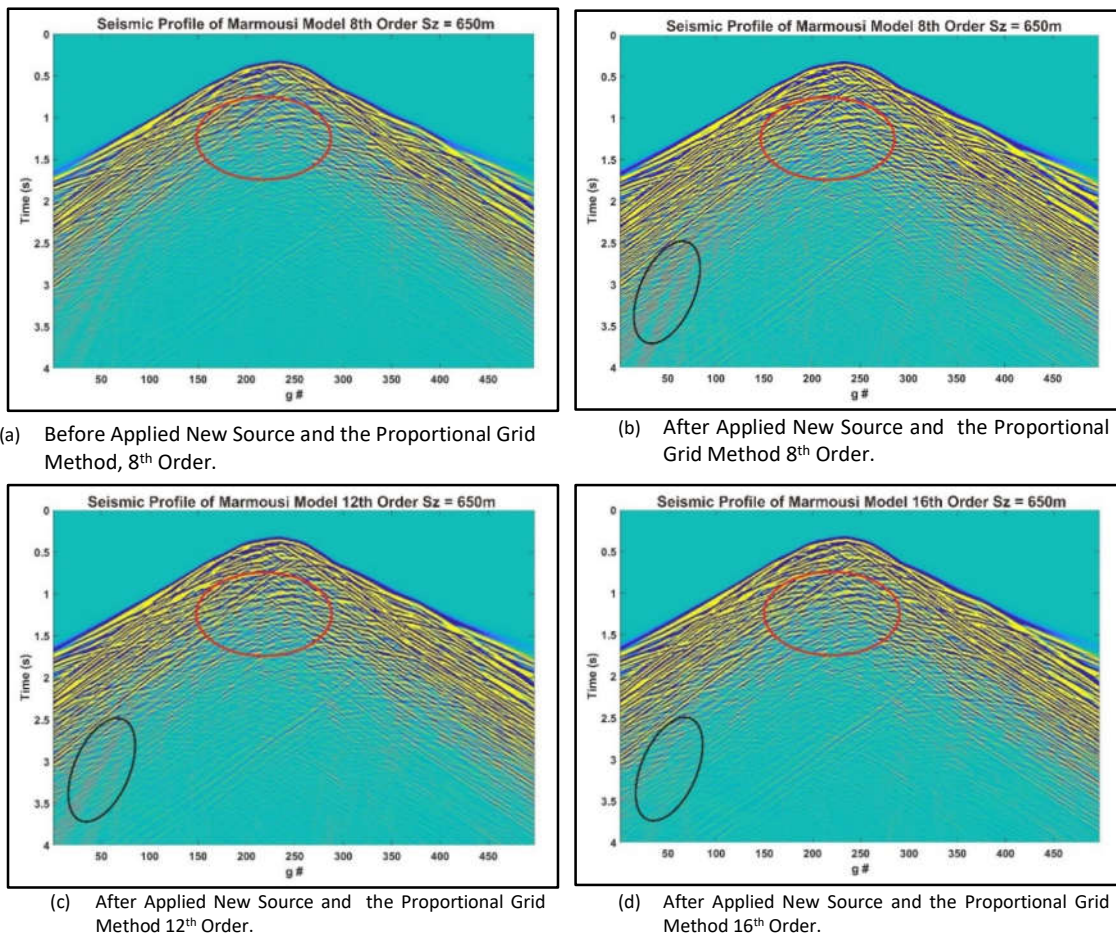 Seismic Profile of Marmousi Model 8th Order Sz = 650m
0
0.5
1
1.5
2
2.5
3
3.5
4
Time (s)
50 100 150 200 250 300 350 400 450
g #
(a) Before Applied New Source and the Proportional Grid
Method, 8th Order.
Seismic Profile of Marmousi Model 8th Order Sz = 650m
0
0.5
1
1.5
2
2.5
3
3.5
4
Time (s)
50 100 150 200 250 300 350 400 450
g #
(b) After Applied New Source and the Proportional
Grid Method 8th Order.
Seismic Profile of Marmousi Model 12th Order Sz = 650m
0
0.5
1
1.5
2
2.5
3
3.5
4
Time (s)
50 100 150 200 250 300 350 400 450
g #
(c) After Applied New Source and the Proportional Grid
Method 12th Order.
Seismic Profile of Marmousi Model 16th Order Sz = 650m
0
0.5
1
1.5
2
2.5
3
3.5
4
Time (s)
50 100 150 200 250 300 350 400 450
g #
(d) After Applied New Source and the Proportional Grid
Method 16th Order.